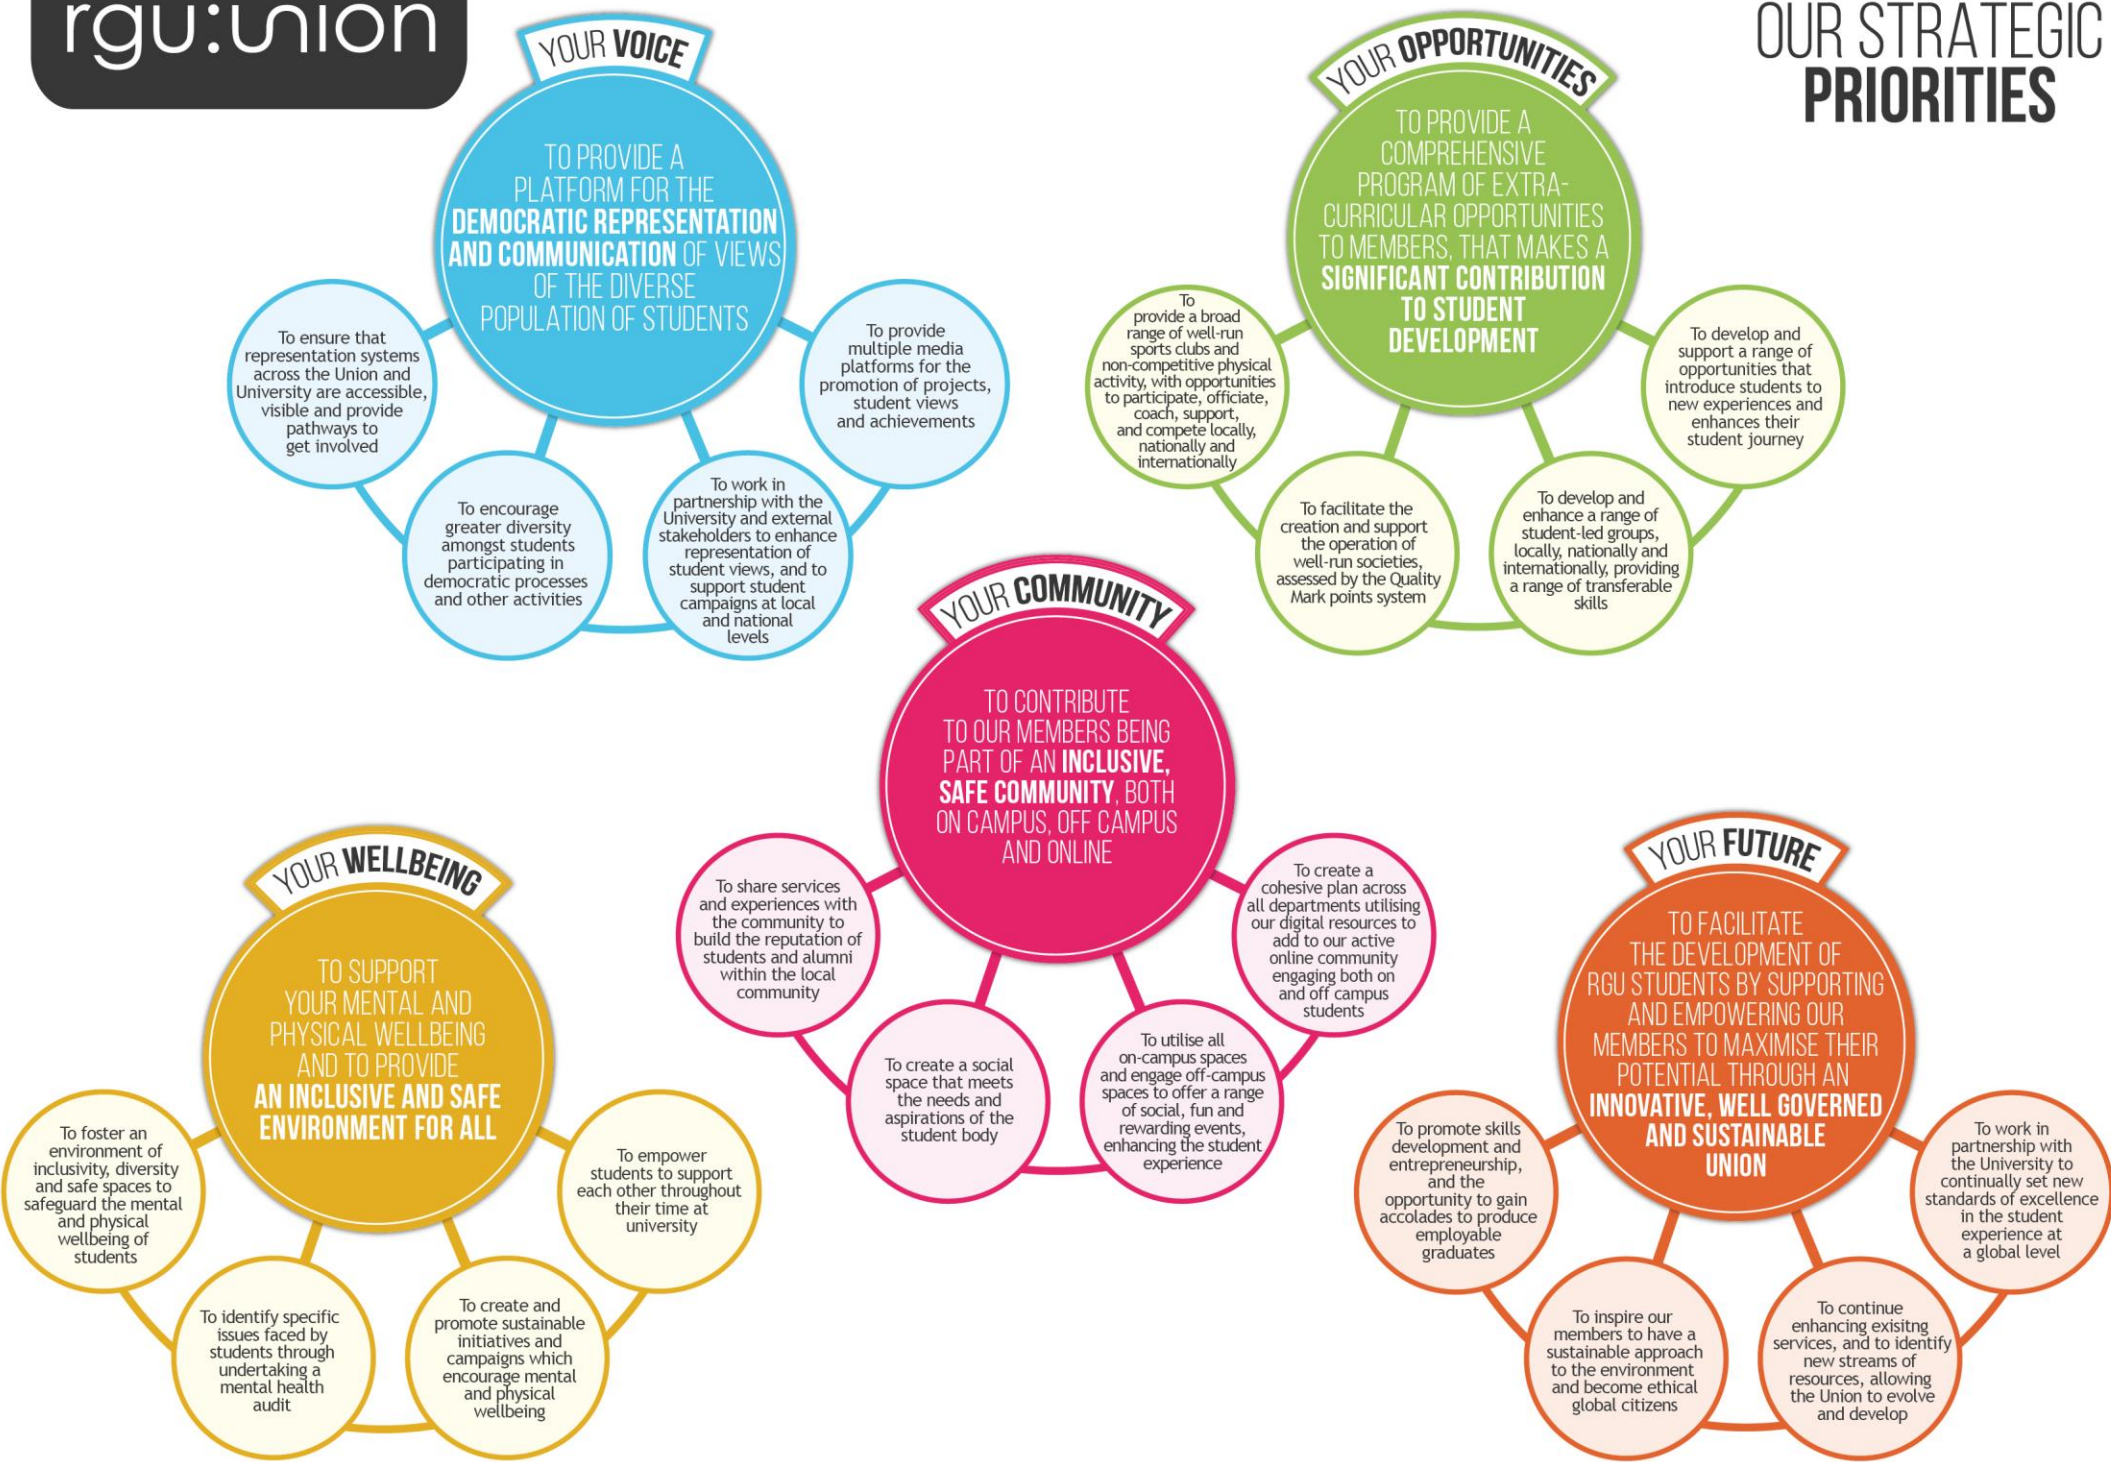 rgu:union
OUR STRATEGIC
PRIORITIES
YOUR VOICE
TO PROVIDE A
PLATFORM FOR THE
DEMOCRATIC REPRESENTATION
AND COMMUNICATION OF VIEWS
OF THE DIVERSE
POPULATION OF STUDENTS
To ensure that
representation systems
across the Union and
University are accessible,
visible and provide
pathways to
get involved
To encourage
greater diversity
amongst students
participating in
democratic processes
and other activities
To work in
partnership with the
University and external
stakeholders to enhance
representation of
student views, and to
support student
campaigns at local
and national
levels
To provide
multiple media
platforms for the
promotion of projects,
student views
and achievements
YOUR OPPORTUNITIES
TO PROVIDE A
COMPREHENSIVE
PROGRAM OF EXTRA-
CURRICULAR OPPORTUNITIES
TO MEMBERS, THAT MAKES A
SIGNIFICANT CONTRIBUTION
TO STUDENT
DEVELOPMENT
To
provide a broad
range of well-run
sports clubs and
non-competitive physical
activity, with opportunities
to participate, officiate,
coach, support,
and compete locally,
nationally and
internationally
To facilitate the
creation and support
the operation of
well-run societies,
assessed by the Quality
Mark points system
To develop and
enhance a range of
student-led groups,
locally, nationally and
internationally, providing
a range of transferable
skills
To develop and
support a range of
opportunities that
introduce students to
new experiences and
enhances their
student journey
YOUR COMMUNITY
TO CONTRIBUTE
TO OUR MEMBERS BEING
PART OF AN INCLUSIVE,
SAFE COMMUNITY, BOTH
ON CAMPUS, OFF CAMPUS
AND ONLINE
To share services
and experiences with
the community to
build the reputation of
students and alumni
within the local
community
To create a social
space that meets
the needs and
aspirations of the
student body
To utilise all
on-campus spaces
and engage off-campus
spaces to offer a range
of social, fun and
rewarding events,
enhancing the student
experience
To create a
cohesive plan across
all departments utilising
our digital resources to
add to our active
online community
engaging both on
and off campus
students
YOUR WELLBEING
TO SUPPORT
YOUR MENTAL AND
PHYSICAL WELLBEING
AND TO PROVIDE
AN INCLUSIVE AND SAFE
ENVIRONMENT FOR ALL
To foster an
environment of
inclusivity, diversity
and safe spaces to
safeguard the mental
and physical
wellbeing of
students
To identify specific
issues faced by
students through
undertaking a
mental health
audit
To create and
promote sustainable
initiatives and
campaigns which
encourage mental
and physical
wellbeing
To empower
students to support
each other throughout
their time at
university
YOUR FUTURE
TO FACILITATE
THE DEVELOPMENT OF
RGU STUDENTS BY SUPPORTING
AND EMPOWERING OUR
MEMBERS TO MAXIMISE THEIR
POTENTIAL THROUGH AN
INNOVATIVE, WELL GOVERNED
AND SUSTAINABLE
UNION
To promote skills
development and
entrepreneurship,
and the
opportunity to gain
accolades to produce
employable
graduates
To inspire our
members to have a
sustainable approach
to the environment
and become ethical
global citizens
To continue
enhancing exisitng
services, and to identify
new streams of
resources, allowing
the Union to evolve
and develop
To work in
partnership with
the University to
continually set new
standards of excellence
in the student
experience at
a global level